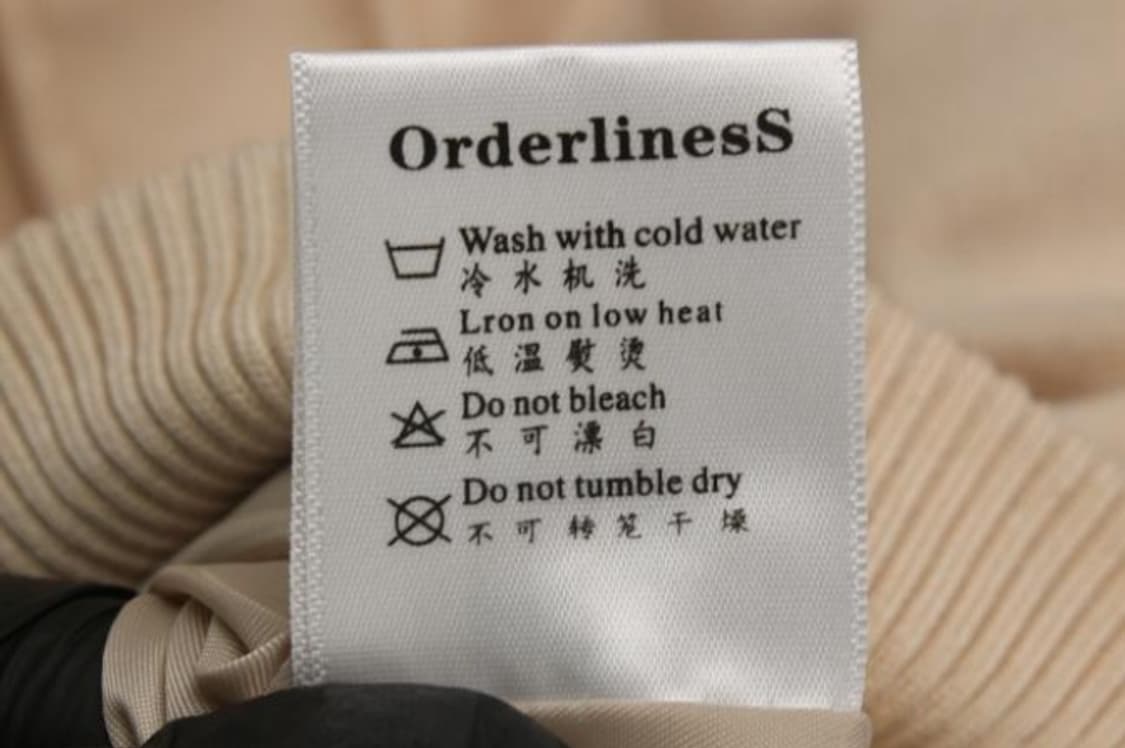 OrderlinesS
Wash with cold water
冷水机洗
Lron on low heat
低温熨烫
Do not bleach
不可漂白
Do not tumble dry
不可转笼干燥